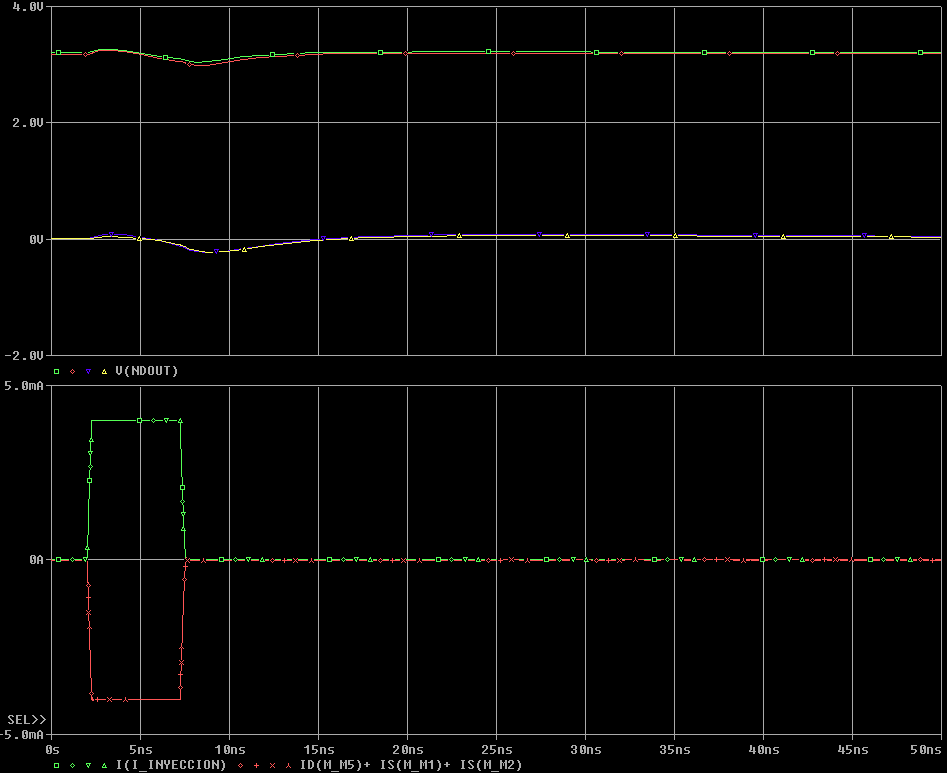 4.0V
2.0V
0V
-2.0V
V(NDOUT)
5.0mA
0A
SEL>>
-5.0mA
0s 5ns 10ns 15ns 20ns 25ns 30ns 35ns 40ns 45ns 50ns
I(I_INYECCION) ID(M_M5)+ IS(M_M1)+ IS(M_M2)